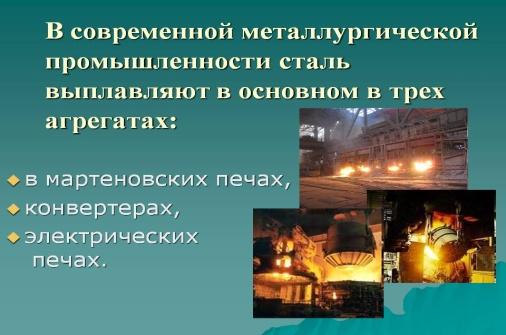 В современной металлургической
промышленности сталь
выплавляют в основном в трех
агрегатах:
в мартеновских печах,
конвертерах,
электрических
печах.